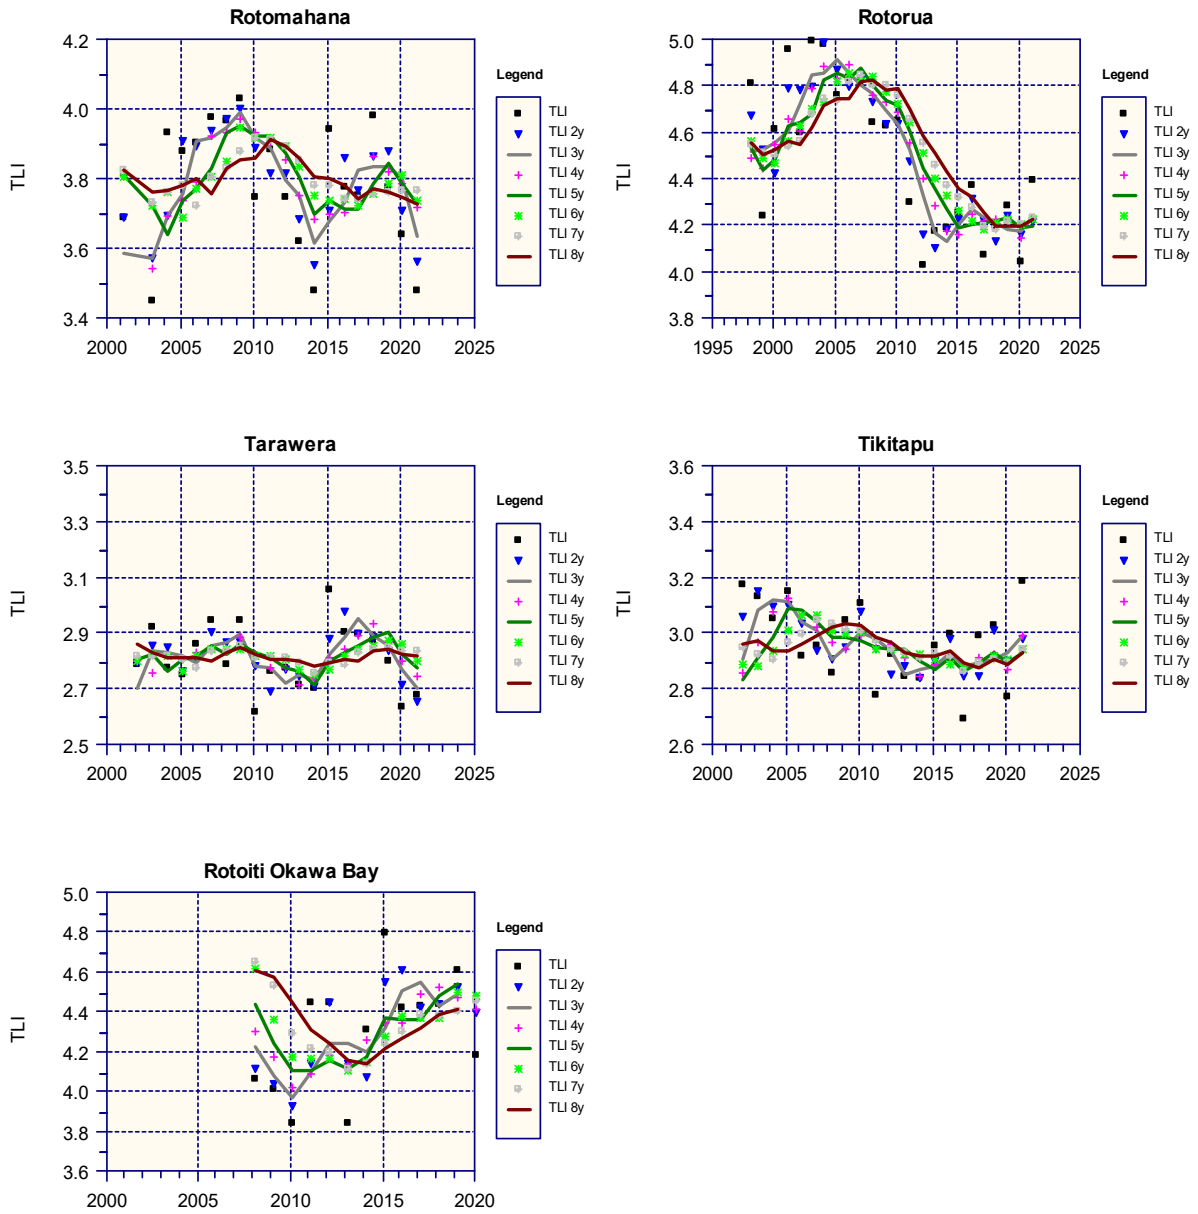 Rotomahana
4.2
4.0
3.8
3.6
3.4
TLI
2000 2005 2010 2015 2020 2025
Legend
TLI
TLI 2y
TLI 3y
TLI 4y
TLI 5y
TLI 6y
TLI 7y
TLI 8y
Rotorua
5.0
4.8
4.6
4.4
4.2
4.0
3.8
TLI
1995 2000 2005 2010 2015 2020 2025
Legend
TLI
TLI 2y
TLI 3y
TLI 4y
TLI 5y
TLI 6y
TLI 7y
TLI 8y
Tarawera
3.5
3.3
3.1
2.9
2.7
2.5
TLI
2000 2005 2010 2015 2020 2025
Legend
TLI
TLI 2y
TLI 3y
TLI 4y
TLI 5y
TLI 6y
TLI 7y
TLI 8y
Tikitapu
3.6
3.4
3.2
3.0
2.8
2.6
TLI
2000 2005 2010 2015 2020 2025
Legend
TLI
TLI 2y
TLI 3y
TLI 4y
TLI 5y
TLI 6y
TLI 7y
TLI 8y
Rotoiti Okawa Bay
5.0
4.8
4.6
4.4
4.2
4.0
3.8
3.6
TLI
2000 2005 2010 2015 2020
Legend
TLI
TLI 2y
TLI 3y
TLI 4y
TLI 5y
TLI 6y
TLI 7y
TLI 8y